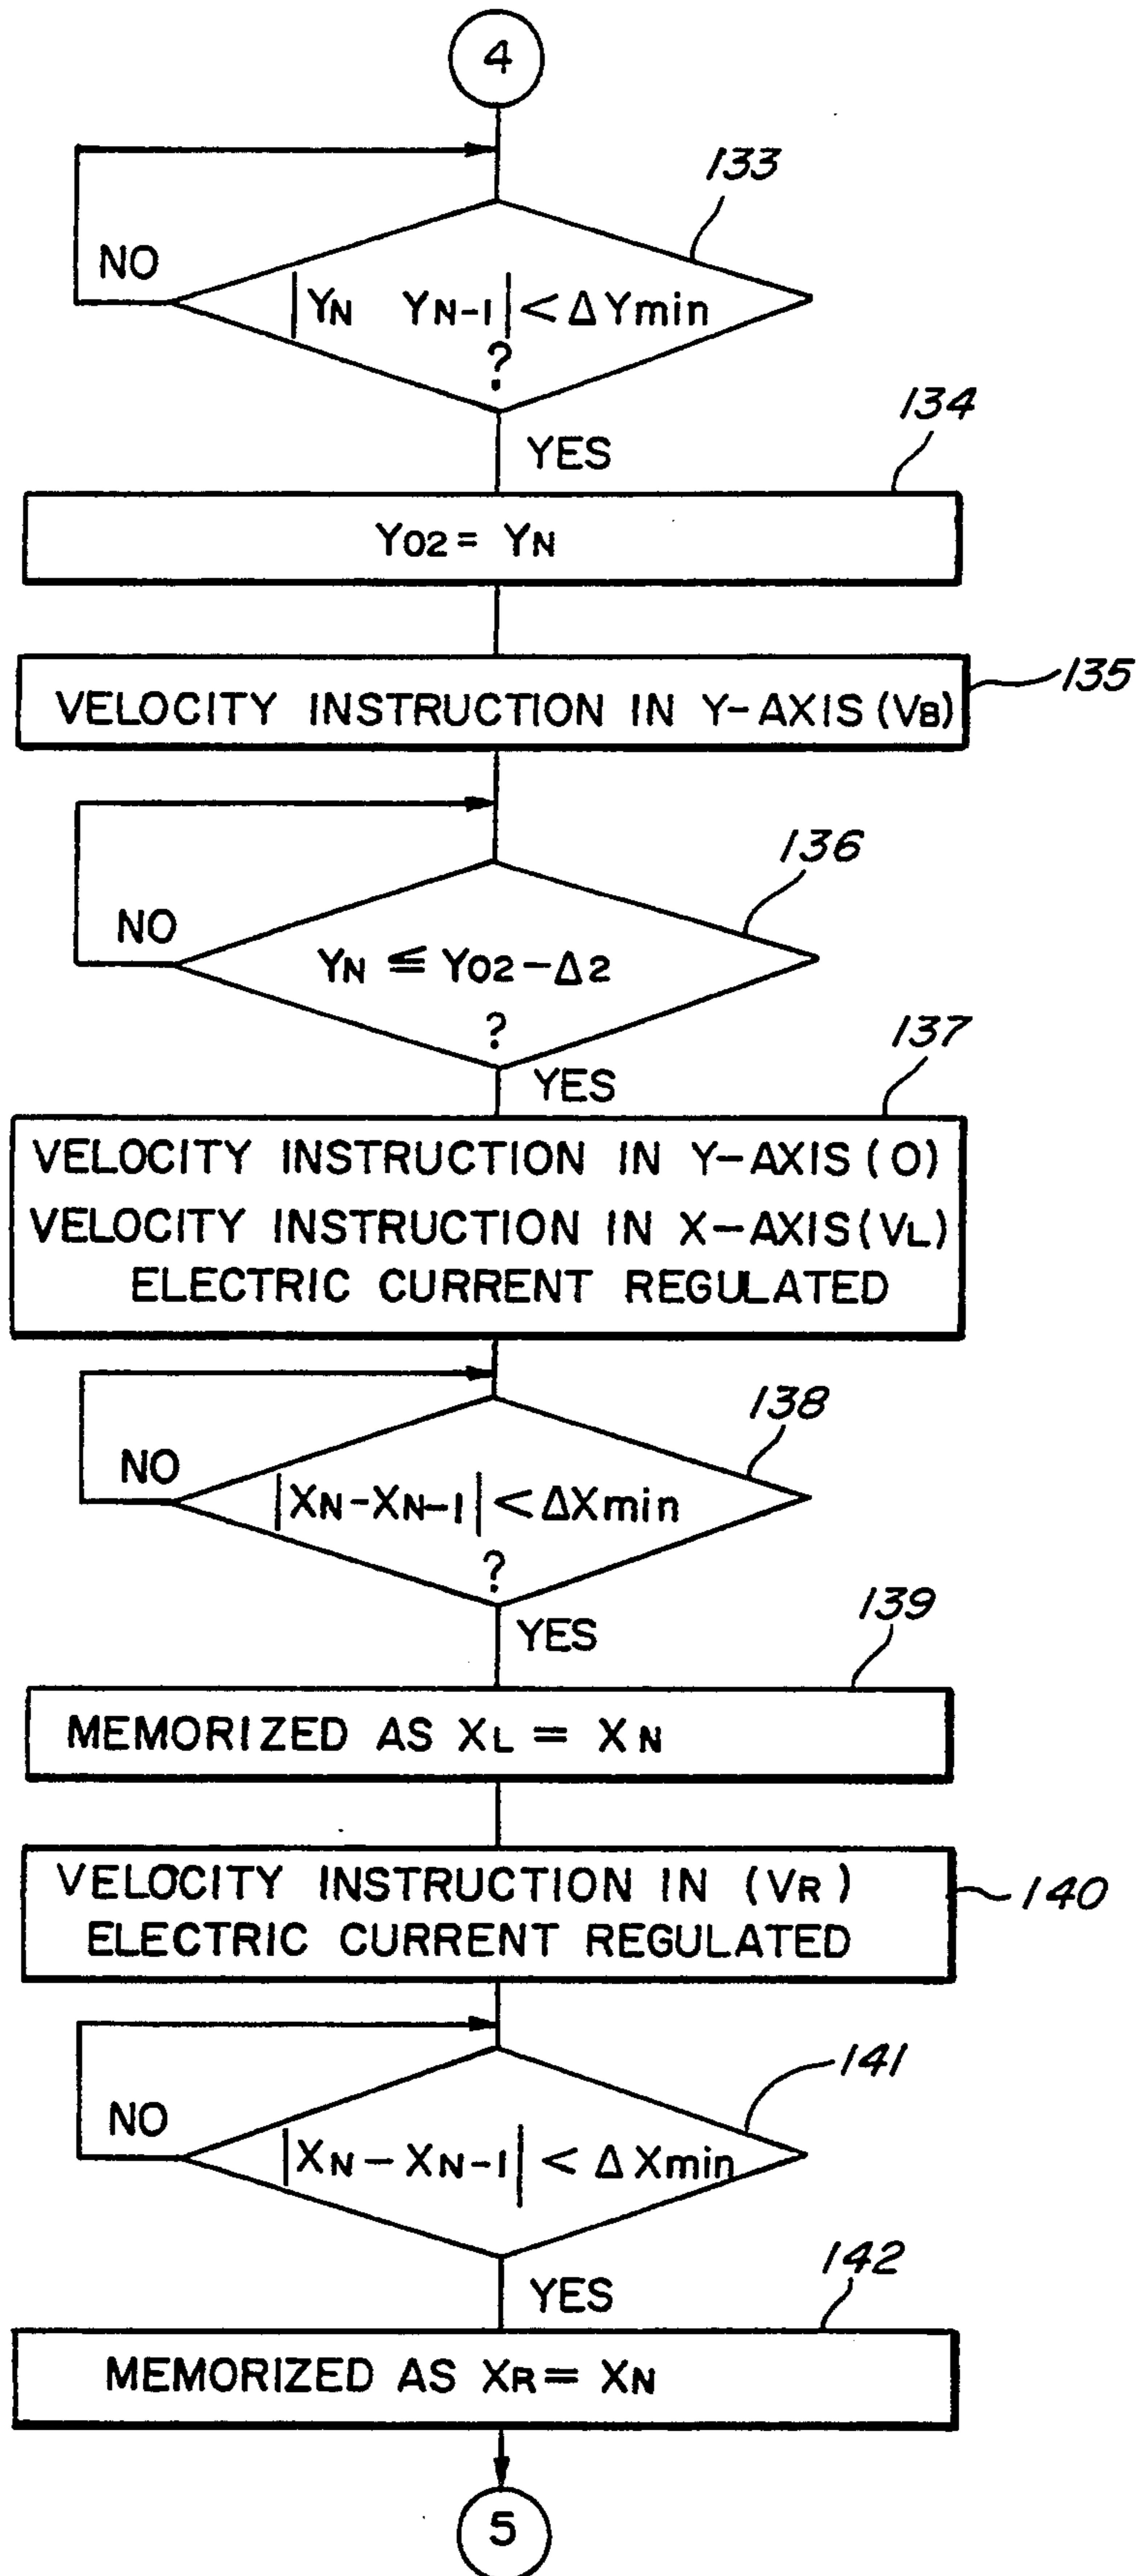 4
133
NO
|YN YN-1| < ΔYmin
?
134
YES
Y02 = YN
135
VELOCITY INSTRUCTION IN Y-AXIS (VB)
136
NO
YN ≦ Y02-Δ2
?
137
YES
VELOCITY INSTRUCTION IN Y-AXIS (0)
VELOCITY INSTRUCTION IN X-AXIS (VL)
ELECTRIC CURRENT REGULATED
138
NO
|XN-XN-1| < ΔXmin
?
139
YES
MEMORIZED AS XL = XN
VELOCITY INSTRUCTION IN (VR)
140
ELECTRIC CURRENT REGULATED
141
NO
|XN-XN-1| < ΔXmin
142
YES
MEMORIZED AS XR = XN
5